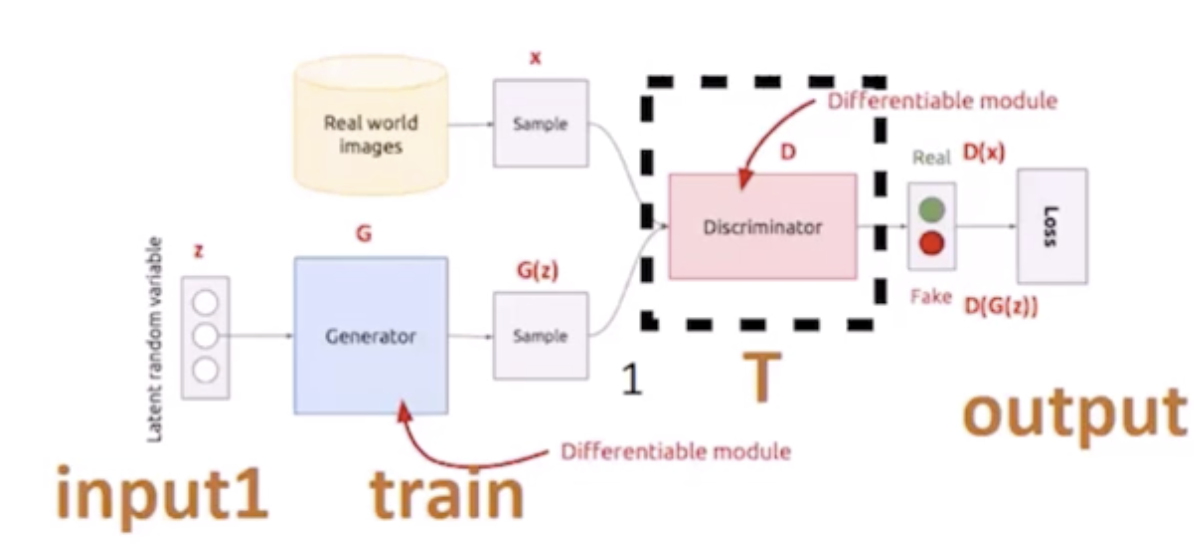 x
Real world
images
Sample
Differentiable module
D
Real
D(x)
Discriminator
Loss
Fake
D(G(z))
Latent random variable
z
G
Generator
G(z)
Sample
1
T
output
Differentiable module
input1
train